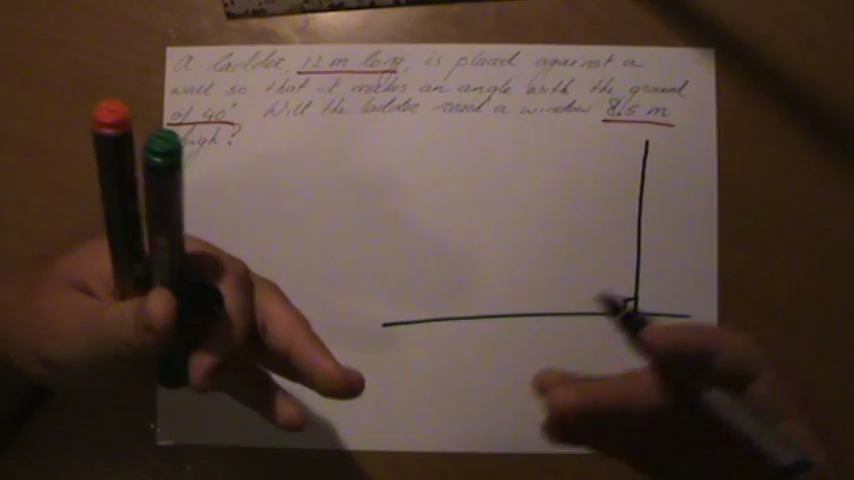 A ladder, 12 m long, is placed against a
wall so that it makes an angle with the ground
of 40° Will the ladder reach a window 8.5 m
high?